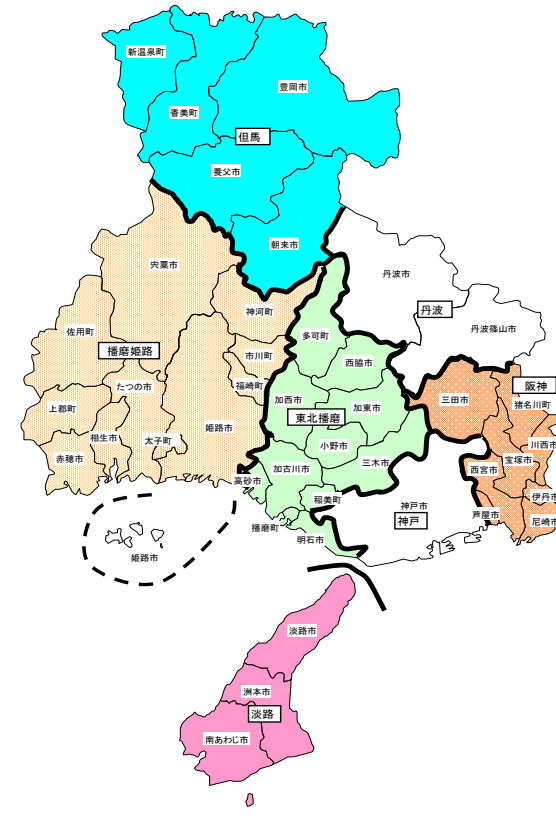 新温泉町
豊岡市
香美町
但馬
養父市
朝来市
宍粟市
丹波市
神河町
丹波
佐用町
多可町
丹波篠山市
播磨姫路
市川町
西脇市
たつの市
福崎町
阪神
加西市
三田市
猪名川町
上郡町
加東市
東北播磨
姫路市
相生市
太子町
小野市
川西市
赤穂市
三木市
宝塚市
加古川市
西宮市
高砂市
伊丹市
稲美町
神戸市
芦屋市
神戸
尼崎市
播磨町
明石市
姫路市
淡路市
洲本市
淡路
南あわじ市